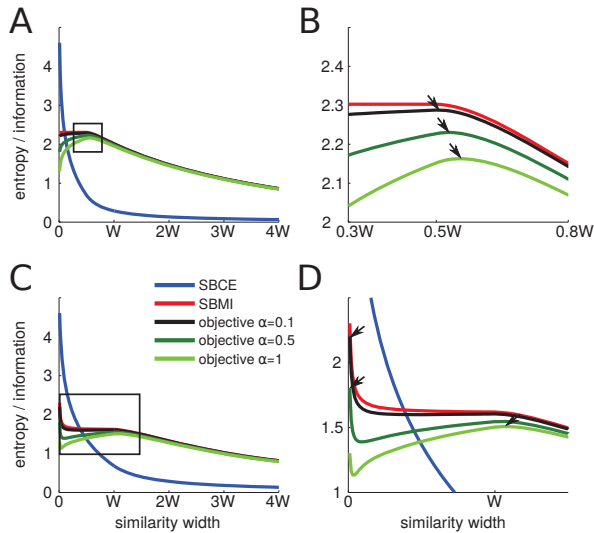 A
B
entropy / information
4
3
2
1
0
0
W
2W
3W
4W
2.4
2.3
2.2
2.1
2
0.3W
0.5W
0.8W
C
D
SBCE
SBMI
objective α=0.1
objective α=0.5
objective α=1
entropy / information
4
3
2
1
0
0
W
2W
3W
4W
similarity width
2
1.5
1
0
W
similarity width